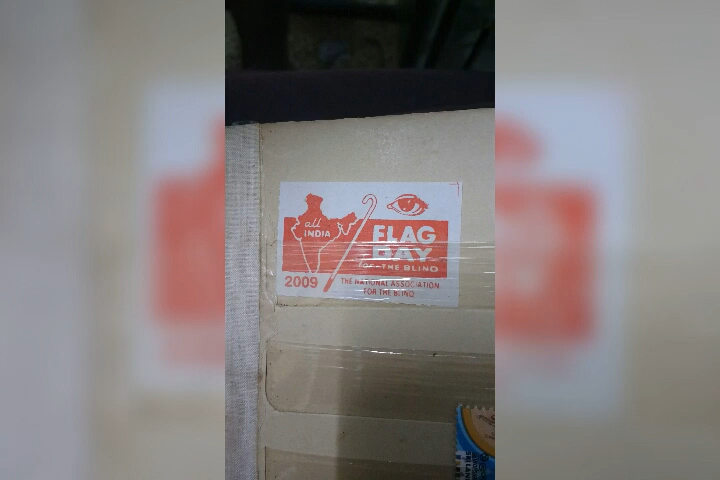 all
INDIA
FLAG
DAY
for-THE BLIND
2009
THE NATIONAL ASSOCIATION
FOR THE BLIND